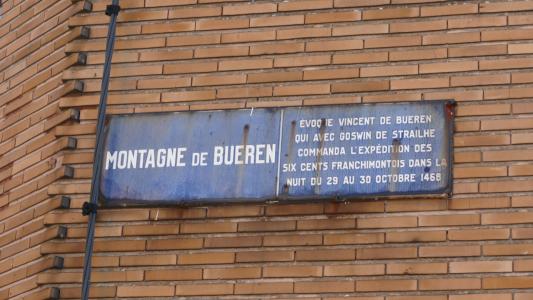 MONTAGNE DE BUEREN
ÉVOQUE VINCENT DE BUEREN
QUI AVEC GOSWIN DE STRAILHE
COMMANDA L'EXPÉDITION DES
SIX CENTS FRANCHIMONTOIS DANS LA
NUIT DU 29 AU 30 OCTOBRE 1468